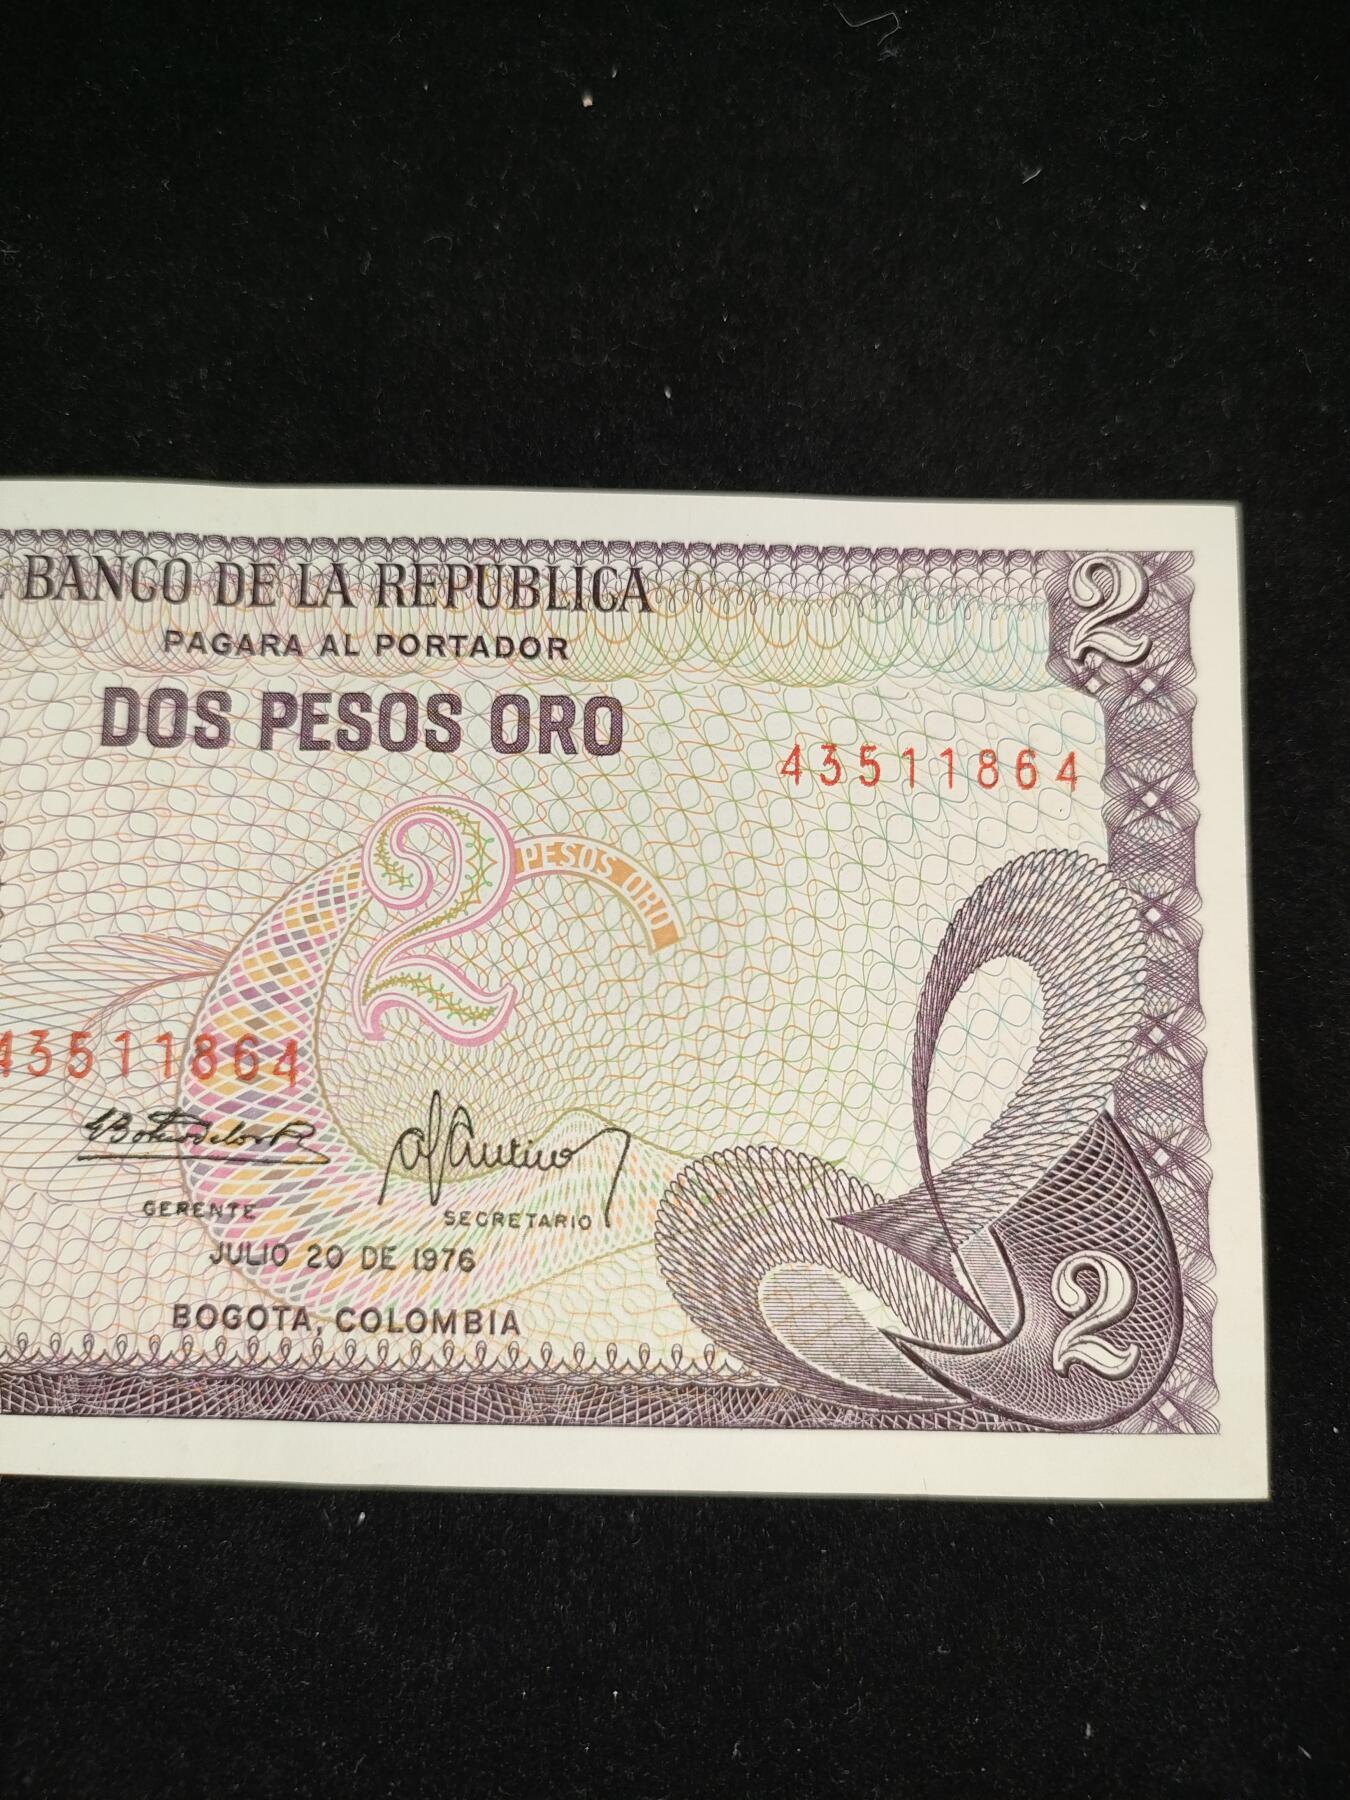 BANCO DE LA REPUBLICA
PAGARA AL PORTADOR
DOS PESOS ORO
2
43511864
2 PESOS ORO
43511864
GERENTE
SECRETARIO
JULIO 20 DE 1976
BOGOTA, COLOMBIA
2